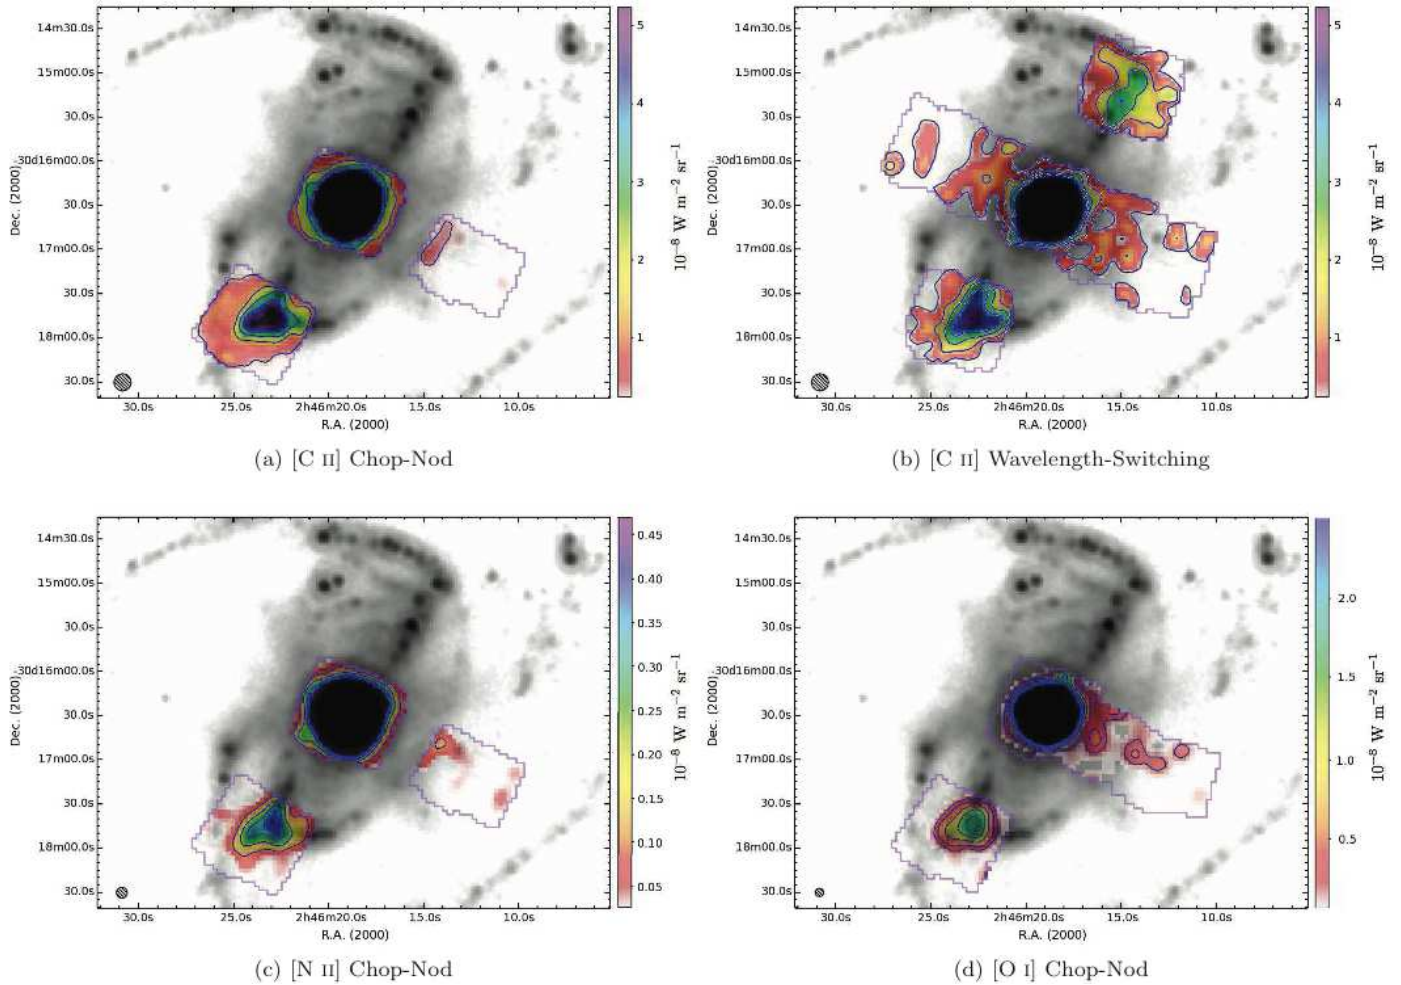 14m30.0s
15m00.0s
30.0s
-30d16m00.0s
30.0s
17m00.0s
30.0s
18m00.0s
30.0s
Dec. (2000)
30.0s 25.0s 2h46m20.0s 15.0s 10.0s
R.A. (2000)
5
4
3
2
1
10⁻⁸ W m⁻² sr⁻¹
(a) [C II] Chop-Nod
14m30.0s
15m00.0s
30.0s
-30d16m00.0s
30.0s
17m00.0s
30.0s
18m00.0s
30.0s
Dec. (2000)
30.0s 25.0s 2h46m20.0s 15.0s 10.0s
R.A. (2000)
5
4
3
2
1
10⁻⁸ W m⁻² sr⁻¹
(b) [C II] Wavelength-Switching
14m30.0s
15m00.0s
30.0s
-30d16m00.0s
30.0s
17m00.0s
30.0s
18m00.0s
30.0s
Dec. (2000)
30.0s 25.0s 2h46m20.0s 15.0s 10.0s
R.A. (2000)
0.45
0.40
0.35
0.30
0.25
0.20
0.15
0.10
0.05
10⁻⁸ W m⁻² sr⁻¹
(c) [N II] Chop-Nod
14m30.0s
15m00.0s
30.0s
-30d16m00.0s
30.0s
17m00.0s
30.0s
18m00.0s
30.0s
Dec. (2000)
30.0s 25.0s 2h46m20.0s 15.0s 10.0s
R.A. (2000)
2.0
1.5
1.0
0.5
10⁻⁸ W m⁻² sr⁻¹
(d) [O I] Chop-Nod